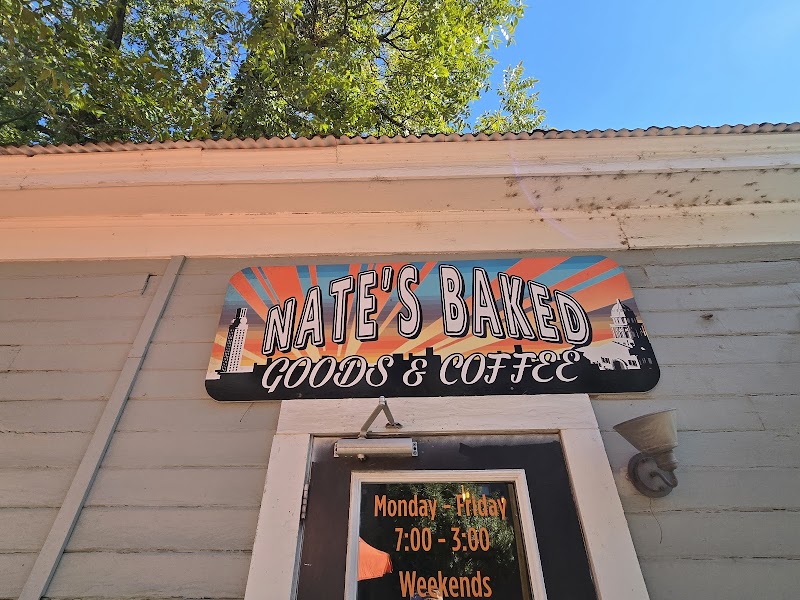 NATE'S BAKED
GOODS & COFFEE
Monday - Friday
7:00 - 3:00
Weekends